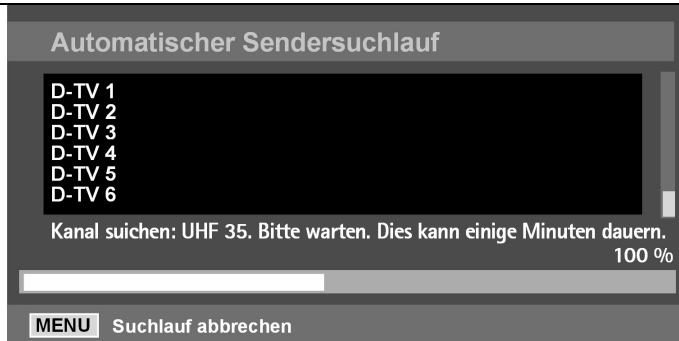 Automatischer Sendersuchlauf
D-TV 1
D-TV 2
D-TV 3
D-TV 4
D-TV 5
D-TV 6
Kanal suichen: UHF 35. Bitte warten. Dies kann einige Minuten dauern.
100 %
MENU Suchlauf abbrechen